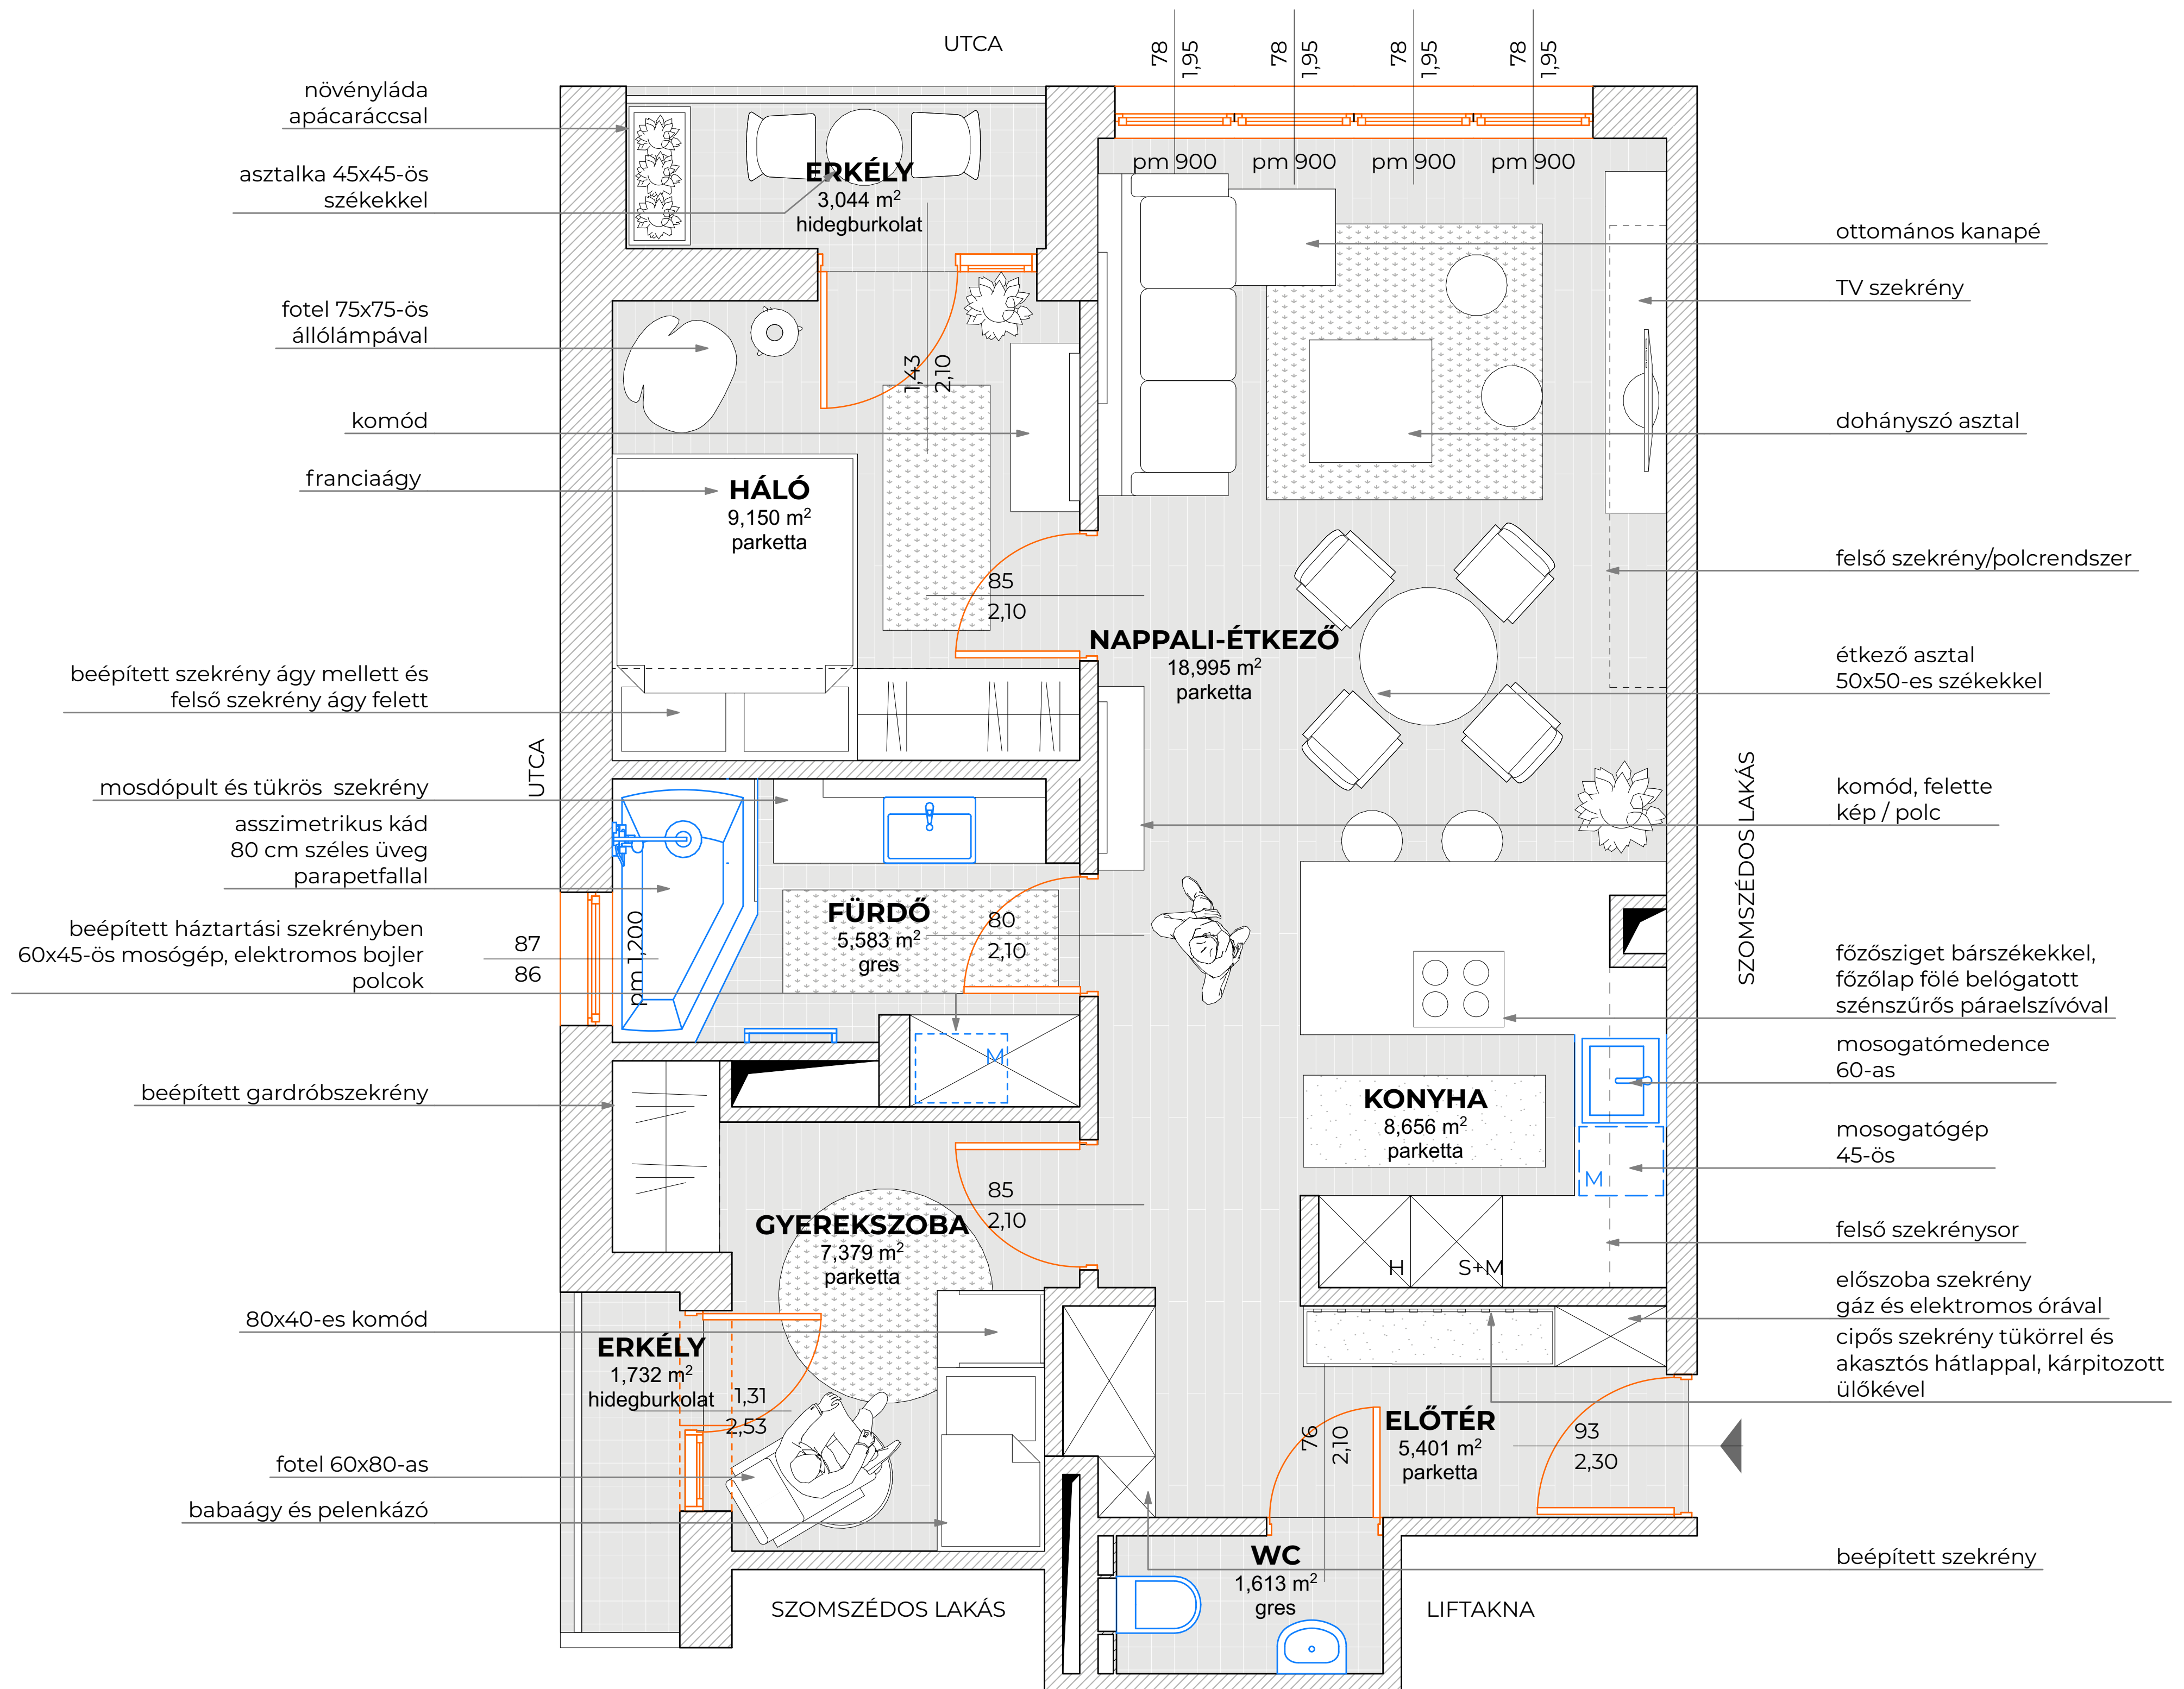 UTCA
78
1,95
78
1,95
78
1,95
78
1,95
pm 900
pm 900
pm 900
pm 900
növényláda
apácaráccsal
asztalka 45x45-ös
székekkel
fotel 75x75-ös
állólámpával
komód
franciaágy
beépített szekrény ágy mellett és
felső szekrény ágy felett
UTCA
mosdópult és tükrös szekrény
asszimetrikus kád
80 cm széles üveg
parapetfallal
beépített háztartási szekrényben
60x45-ös mosógép, elektromos bojler
polcok
87
86
pm 1,200
beépített gardróbszekrény
80x40-es komód
fotel 60x80-as
babaágy és pelenkázó
ERKÉLY
3,044 m²
hidegburkolat
1,43
2,10
HÁLÓ
9,150 m²
parketta
85
2,10
NAPPALI-ÉTKEZŐ
18,995 m²
parketta
FÜRDŐ
5,583 m²
gres
80
2,10
M
KONYHA
8,656 m²
parketta
M
H
S+M
GYEREKSZOBA
7,379 m²
parketta
85
2,10
ERKÉLY
1,732 m²
hidegburkolat
1,31
2,53
ELŐTÉR
5,401 m²
parketta
76
2,10
93
2,30
WC
1,613 m²
gres
SZOMSZÉDOS LAKÁS
LIFTAKNA
ottomános kanapé
TV szekrény
dohányszó asztal
felső szekrény/polcrendszer
étkező asztal
50x50-es székekkel
komód, felette
kép / polc
SZOMSZÉDOS LAKÁS
főzősziget bárszékekkel,
főzőlap fölé belógatott
szénszűrős páraelszívóval
mosogatómedence
60-as
mosogatógép
45-ös
felső szekrénysor
előszoba szekrény
gáz és elektromos órával
cipős szekrény tükörrel és
akasztós hátlappal, kárpitozott
ülőkével
beépített szekrény